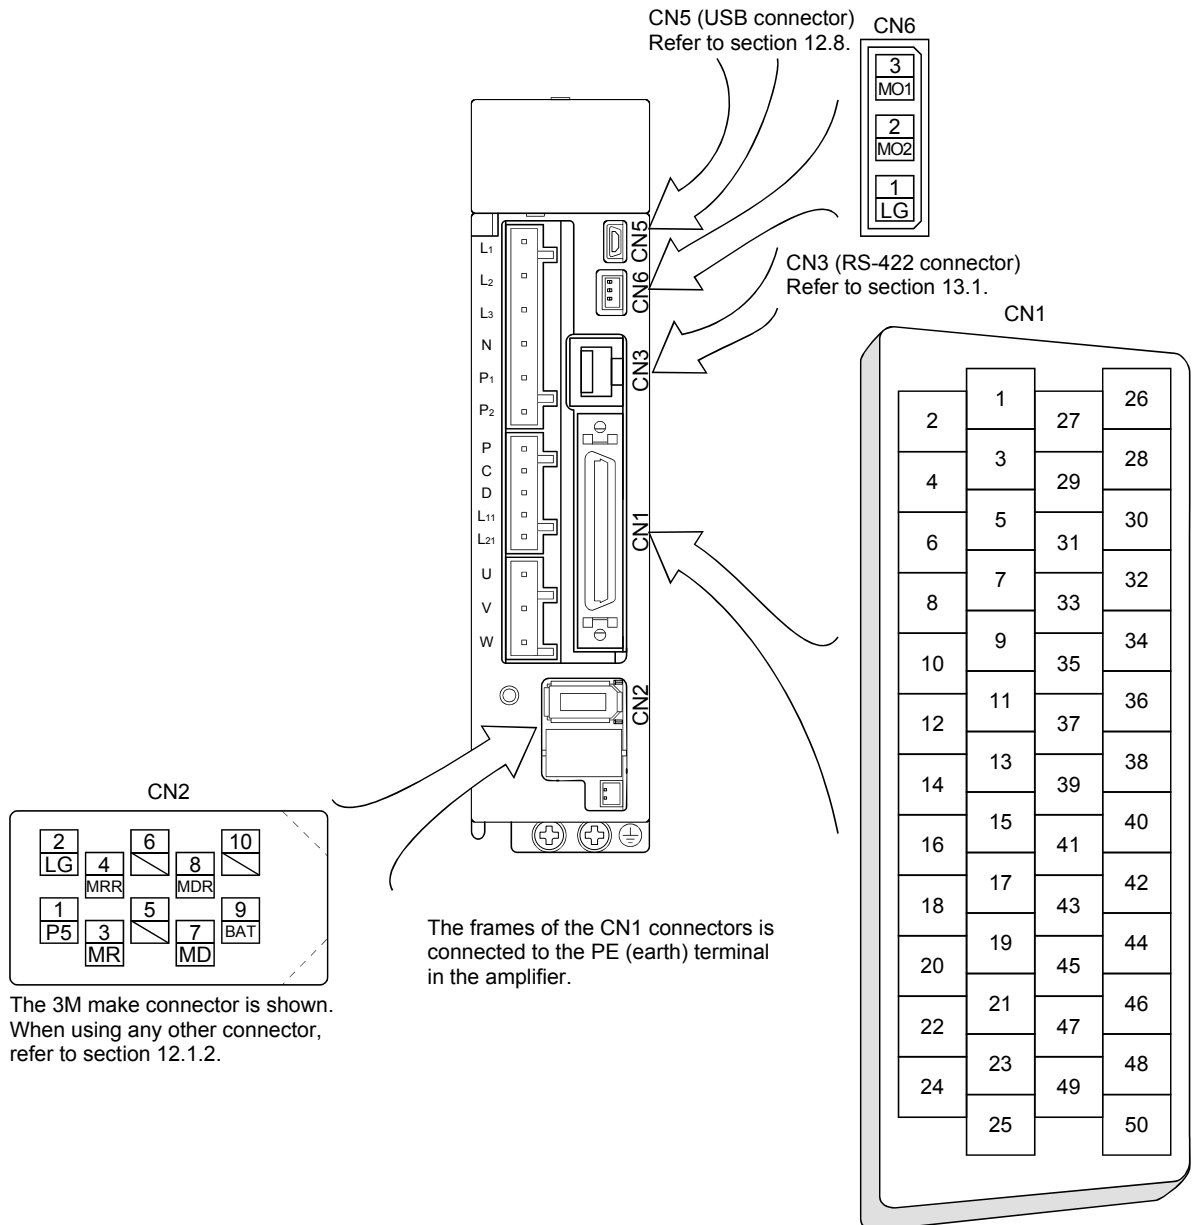 CN5 (USB connector)
Refer to section 12.8.
CN6
3
MO1
2
MO2
1
LG
CN3 (RS-422 connector)
Refer to section 13.1.
L1
L2
L3
N
P1
P2
P
C
D
L11
L21
U
V
W
CN5
CN6
CN3
CN1
CN2
CN1
1 26
2 27
3 28
4 29
5 30
6 31
7 32
8 33
9 34
10 35
11 36
12 37
13 38
14 39
15 40
16 41
17 42
18 43
19 44
20 45
21 46
22 47
23 48
24 49
25 50
CN2
2 6 10
LG 4 8
MRR MDR
1 5 9
P5 3 7 BAT
MR MD
The 3M make connector is shown.
When using any other connector,
refer to section 12.1.2.
The frames of the CN1 connectors is
connected to the PE (earth) terminal
in the amplifier.